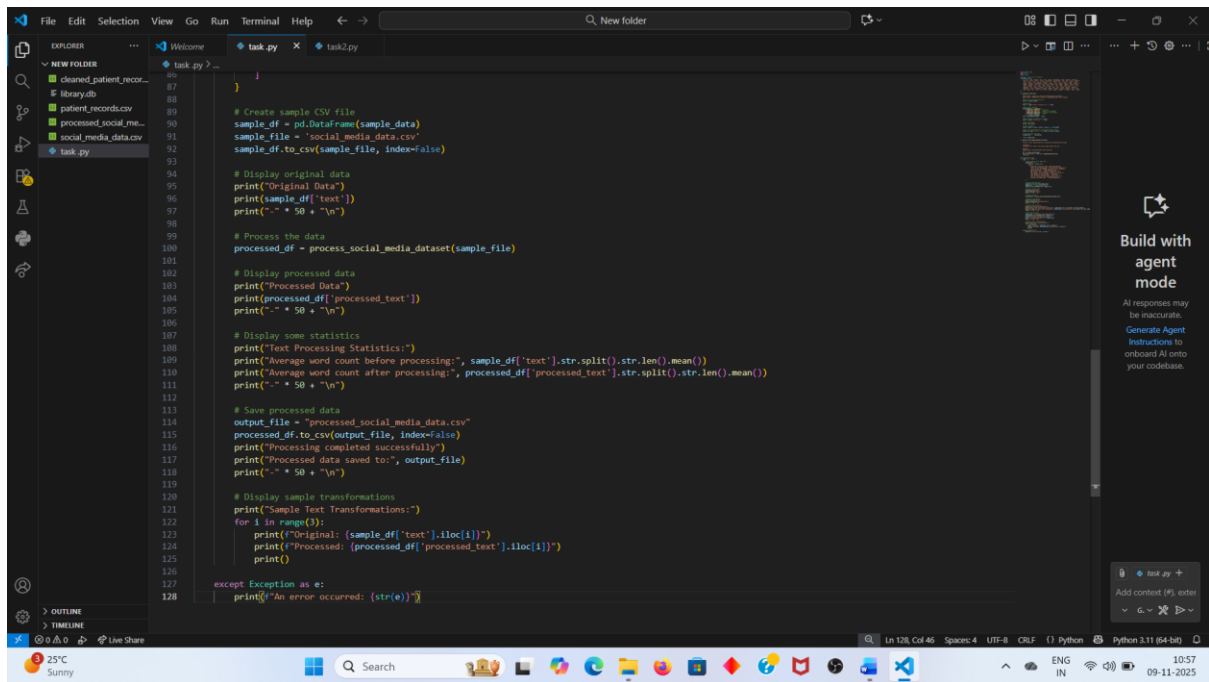 File Edit Selection View Go Run Terminal Help
New folder
EXPLORER
Welcome
task .py
task2.py
NEW FOLDER
cleaned_patient_recor...
library.db
patient_records.csv
processed_social_me...
social_media_data.csv
task .py
task .py > ...
86 ]
87 }
88
89 # Create sample CSV file
90 sample_df = pd.DataFrame(sample_data)
91 sample_file = 'social_media_data.csv'
92 sample_df.to_csv(sample_file, index=False)
93
94 # Display original data
95 print("Original Data")
96 print(sample_df['text'])
97 print("-" * 50 + "\n")
98
99 # Process the data
100 processed_df = process_social_media_dataset(sample_file)
101
102 # Display processed data
103 print("Processed Data")
104 print(processed_df['processed_text'])
105 print("-" * 50 + "\n")
106
107 # Display some statistics
108 print("Text Processing Statistics:")
109 print("Average word count before processing:", sample_df['text'].str.split().str.len().mean())
110 print("Average word count after processing:", processed_df['processed_text'].str.split().str.len().mean())
111 print("-" * 50 + "\n")
112
113 # Save processed data
114 output_file = "processed_social_media_data.csv"
115 processed_df.to_csv(output_file, index=False)
116 print("Processing completed successfully")
117 print("Processed data saved to:", output_file)
118 print("-" * 50 + "\n")
119
120 # Display sample transformations
121 print("Sample Text Transformations:")
122 for i in range(3):
123 print(f"Original: {sample_df['text'].iloc[i]}")
124 print(f"Processed: {processed_df['processed_text'].iloc[i]}")
125 print()
126
127 except Exception as e:
128 print(f"An error occurred: {str(e)}")
Build with
agent
mode
AI responses may
be inaccurate.
Generate Agent
Instructions to
onboard AI onto
your codebase.
task .py +
Add context (#), exter
G.
OUTLINE
TIMELINE
0 0 Live Share
Ln 128, Col 46 Spaces: 4 UTF-8 CRLF {} Python Python 3.11 (64-bit)
3
25°C
Sunny
Search
ENG
IN
10:57
09-11-2025